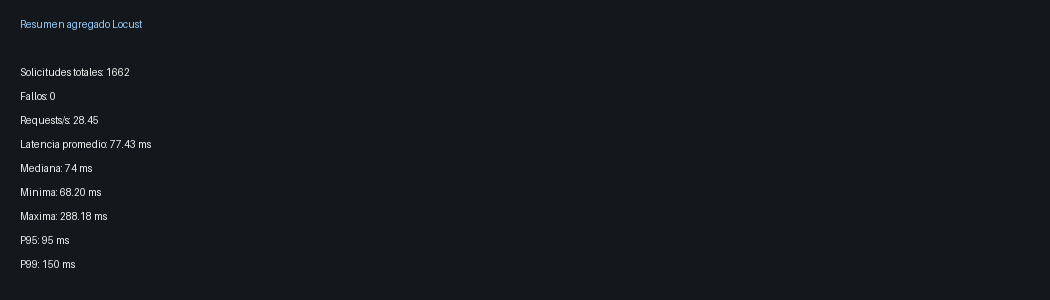 Resumen agregado Locust
Solicitudes totales: 1662
Fallos: 0
Requests/s: 28.45
Latencia promedio: 77.43 ms
Mediana: 74 ms
Minima: 68.20 ms
Maxima: 288.18 ms
P95: 95 ms
P99: 150 ms